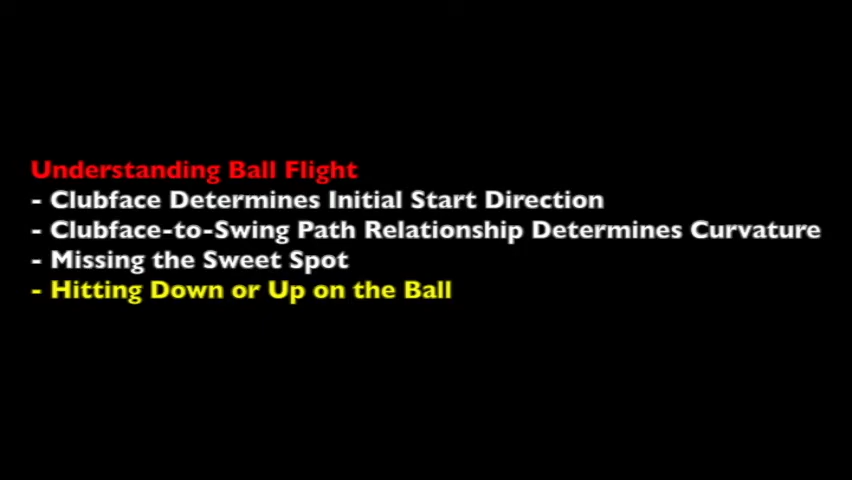 Understanding Ball Flight
- Clubface Determines Initial Start Direction
- Clubface-to-Swing Path Relationship Determines Curvature
- Missing the Sweet Spot
- Hitting Down or Up on the Ball